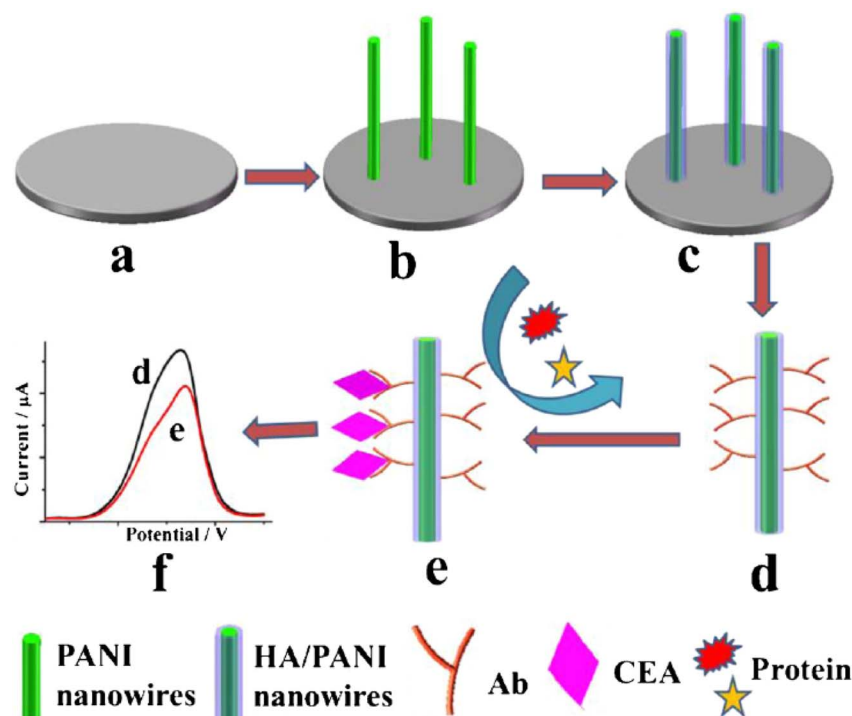 a
b
c
Current / μA
d
e
Potential / V
f
e
d
PANI
nanowires
HA/PANI
nanowires
Ab
CEA
Protein